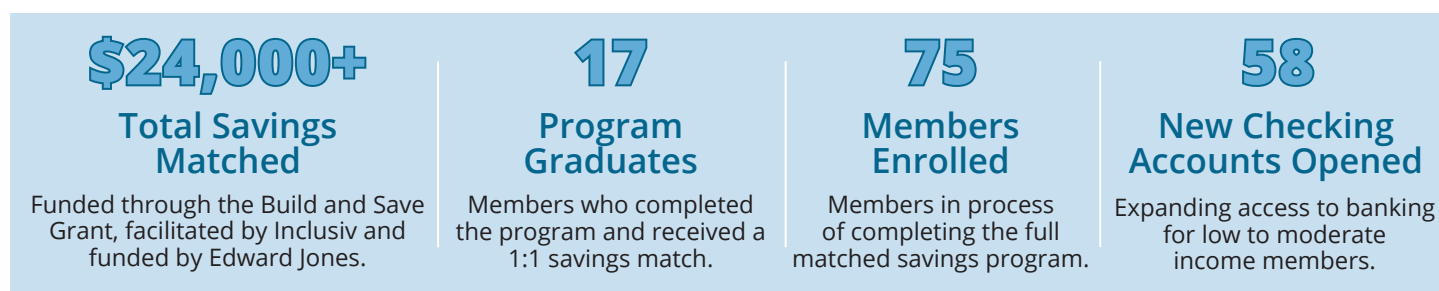 $24,000+
Total Savings
Matched
Funded through the Build and Save
Grant, facilitated by Inclusiv and
funded by Edward Jones.
17
Program
Graduates
Members who completed
the program and received a
1:1 savings match.
75
Members
Enrolled
Members in process
of completing the full
matched savings program.
58
New Checking
Accounts Opened
Expanding access to banking
for low to moderate
income members.